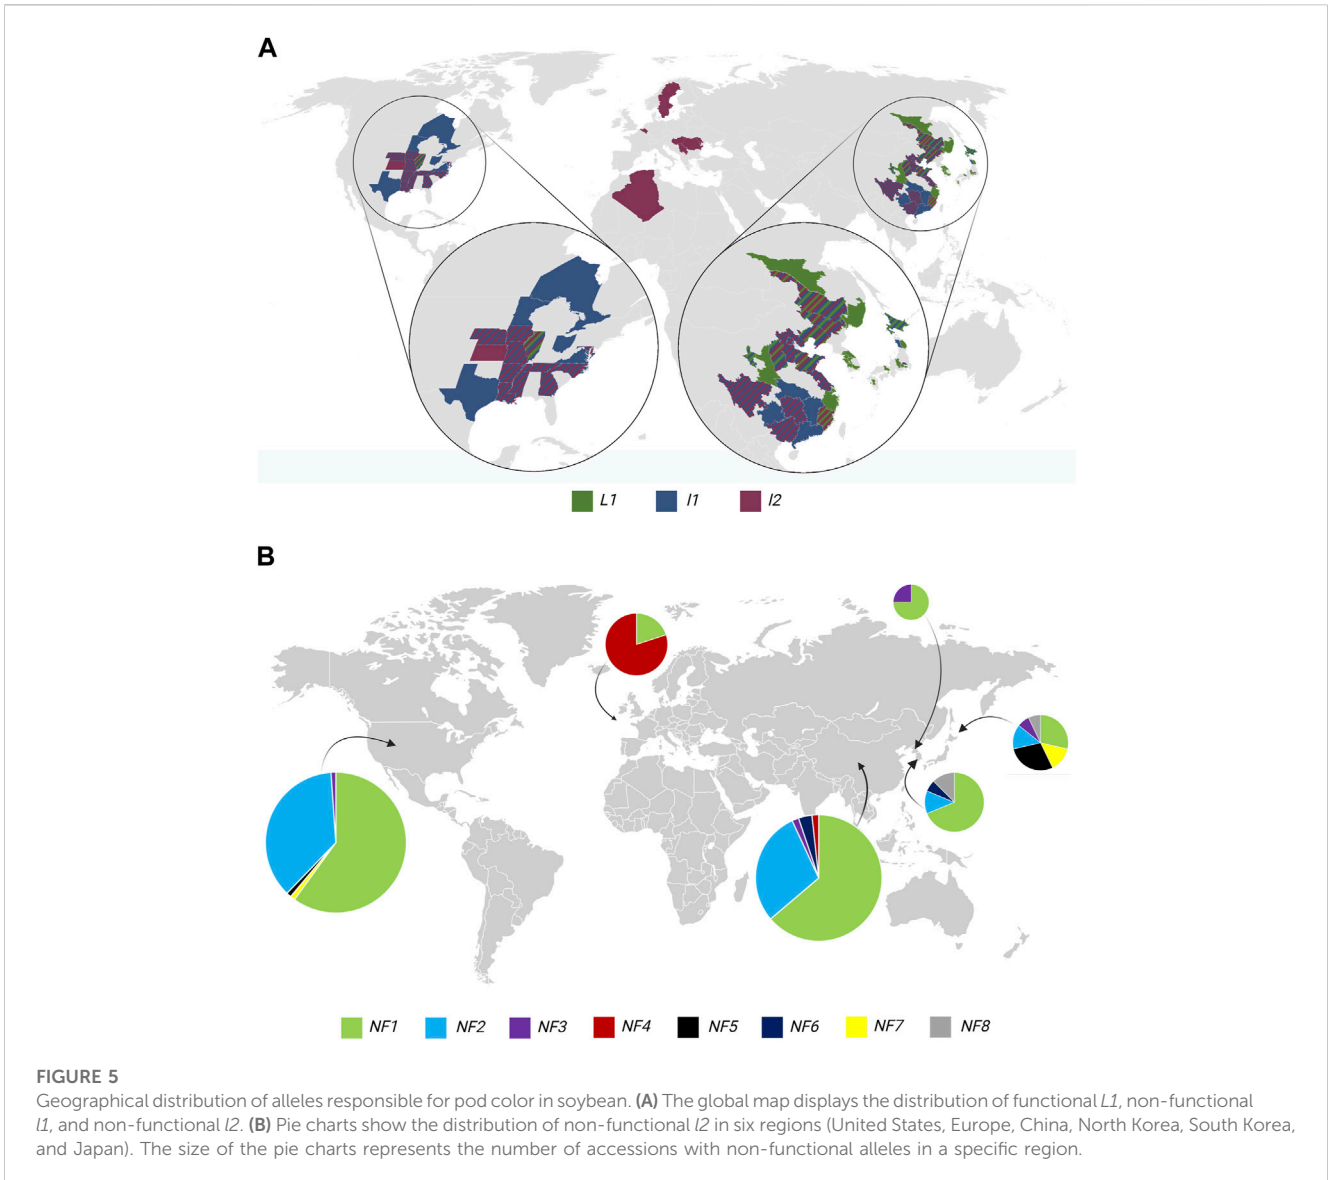 A
L1 l1 l2
B
NF1 NF2 NF3 NF4 NF5 NF6 NF7 NF8
FIGURE 5
Geographical distribution of alleles responsible for pod color in soybean. (A) The global map displays the distribution of functional L1, non-functional
l1, and non-functional l2. (B) Pie charts show the distribution of non-functional l2 in six regions (United States, Europe, China, North Korea, South Korea,
and Japan). The size of the pie charts represents the number of accessions with non-functional alleles in a specific region.